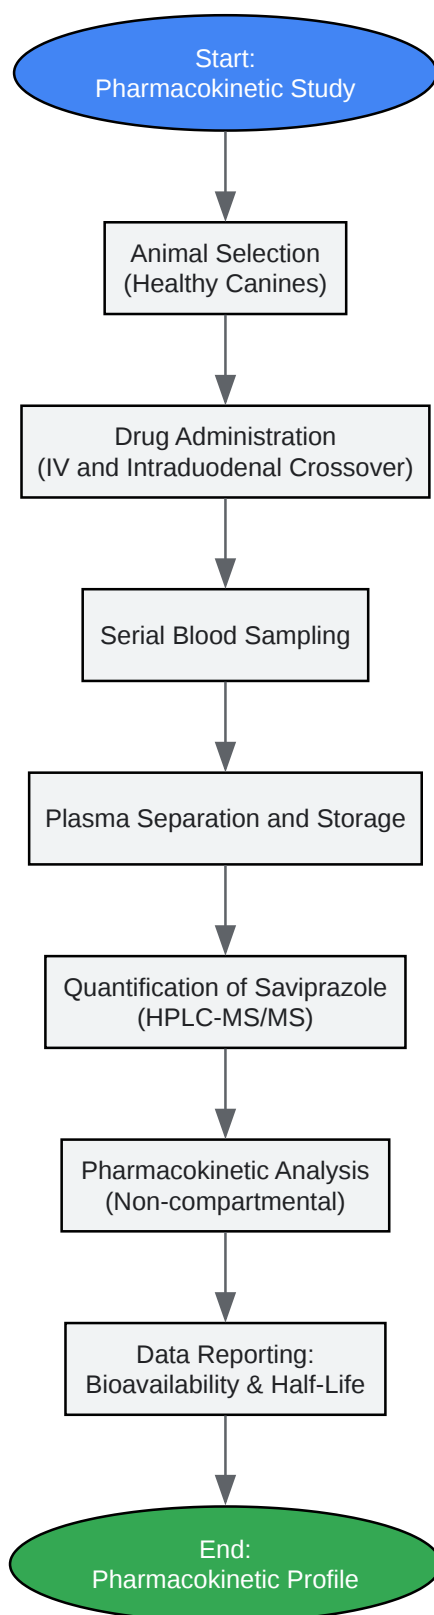 Start:
Pharmacokinetic Study
Animal Selection
(Healthy Canines)
Drug Administration
(IV and Intraduodenal Crossover)
Serial Blood Sampling
Plasma Separation and Storage
Quantification of Saviprazole
(HPLC-MS/MS)
Pharmacokinetic Analysis
(Non-compartmental)
Data Reporting:
Bioavailability & Half-Life
End:
Pharmacokinetic Profile